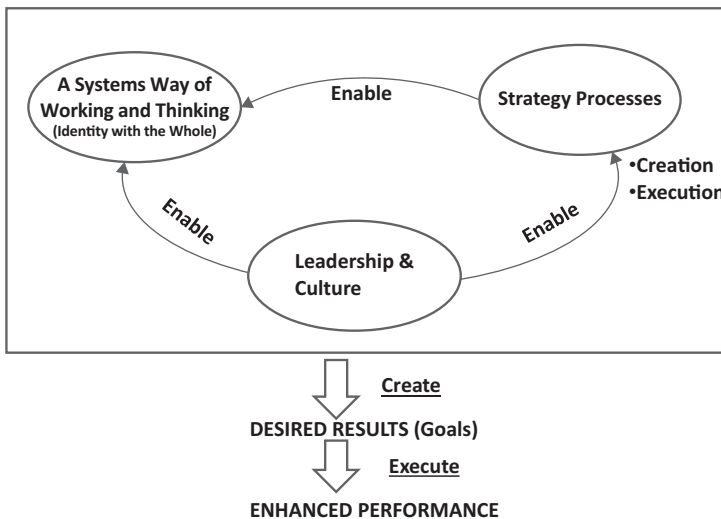 A Systems Way of
Working and Thinking
(Identity with the Whole)
Enable
Strategy Processes
•Creation
•Execution
Enable
Enable
Leadership &
Culture
Create
DESIRED RESULTS (Goals)
Execute
ENHANCED PERFORMANCE